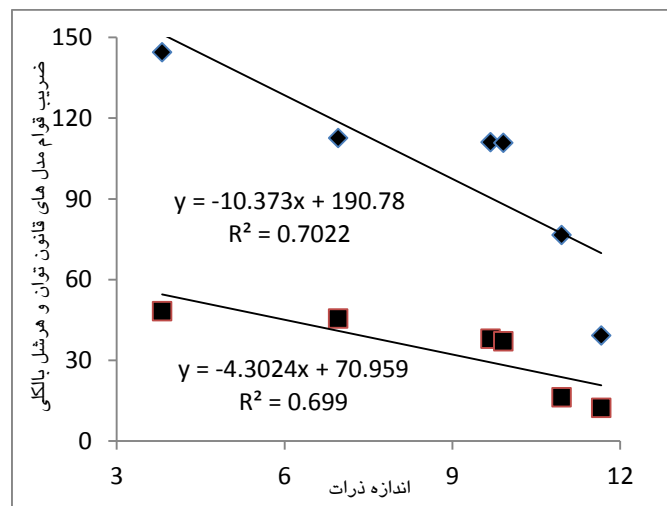 ضریب قوام مدل های قانون توان و هرشل بالکلی
150
120
90
60
30
0
y = -10.373x + 190.78
R² = 0.7022
y = -4.3024x + 70.959
R² = 0.699
3 6 9 12
اندازه ذرات